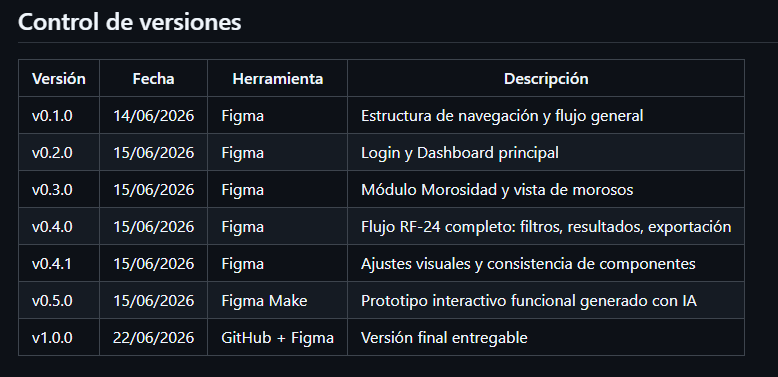 Control de versiones
Versión Fecha Herramienta Descripción
v0.1.0 14/06/2026 Figma Estructura de navegación y flujo general
v0.2.0 15/06/2026 Figma Login y Dashboard principal
v0.3.0 15/06/2026 Figma Módulo Morosidad y vista de morosos
v0.4.0 15/06/2026 Figma Flujo RF-24 completo: filtros, resultados, exportación
v0.4.1 15/06/2026 Figma Ajustes visuales y consistencia de componentes
v0.5.0 15/06/2026 Figma Make Prototipo interactivo funcional generado con IA
v1.0.0 22/06/2026 GitHub + Figma Versión final entregable